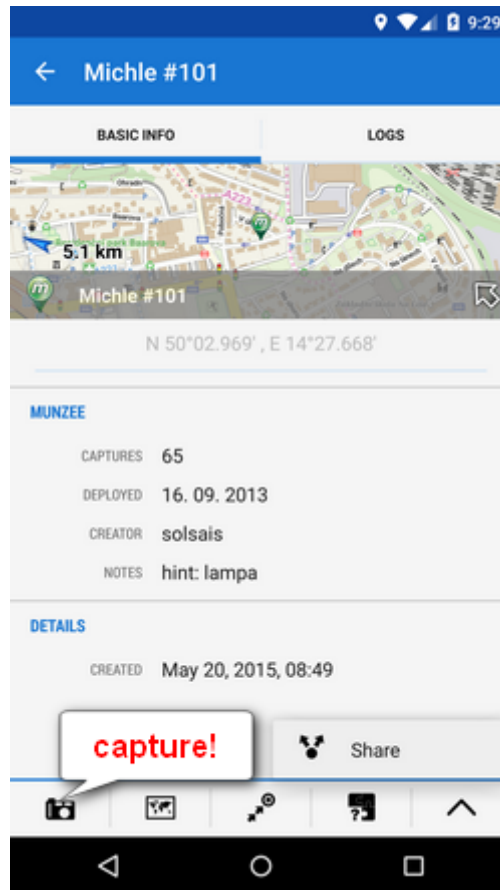 9:29
Michle #101
BASIC INFO
LOGS
A223
5.1 km
Michle #101
N 50°02.969' , E 14°27.668'
MUNZEE
CAPTURES 65
DEPLOYED 16. 09. 2013
CREATOR solsais
NOTES hint: lampa
DETAILS
CREATED May 20, 2015, 08:49
capture!
Share